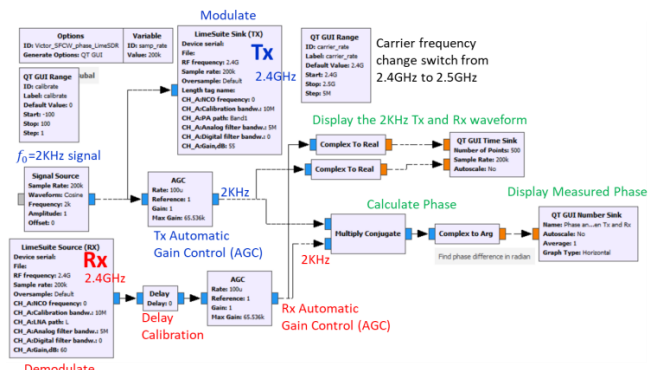 Modulate
Options
ID: Victor_SFCW_phase_LimeSDR
Generate Options: QT GUI
Variable
ID: samp_rate
Value: 200k
LimeSuite Sink (TX)
Device serial:
File:
RF frequency: 2.4G
Sample rate: 200k
Oversample: Default
Length tag name:
CH_A:NCO frequency: 0
CH_A:Calibration bandw.: 10M
CH_A:PA path: Band1
CH_A:Analog filter bandw.: 5M
CH_A:Digital filter bandw.: 0
CH_A:Gain,dB: 55
Tx
2.4GHz
QT GUI Range
ID: carrier_rate
Label: carrier_rate
Default Value: 2.4G
Start: 2.4G
Stop: 2.5G
Step: 5M
Carrier frequency
change switch from
2.4GHz to 2.5GHz
QT GUI Range
ID: calibrate
Label: calibrate
Default Value: 0
Start: -100
Stop: 100
Step: 1
Display the 2KHz Tx and Rx waveform
Complex To Real
Complex To Real
QT GUI Time Sink
Number of Points: 500
Sample Rate: 200k
Autoscale: No
f₀=2KHz signal
Signal Source
Sample Rate: 200k
Waveform: Cosine
Frequency: 2k
Amplitude: 1
Offset: 0
AGC
Rate: 100u
Reference: 1
Gain: 1
Max Gain: 65.536k
2KHz
Tx Automatic
Gain Control (AGC)
Calculate Phase
Multiply Conjugate
Complex to Arg
Find phase difference in radian
Display Measured Phase
QT GUI Number Sink
Name: Phase an...en Tx and Rx
Autoscale: No
Average: 1
Graph Type: Horizontal
2KHz
LimeSuite Source (RX)
Device serial:
File:
RF frequency: 2.4G
Sample rate: 200k
Oversample: Default
CH_A:NCO frequency: 0
CH_A:Calibration bandw.: 10M
CH_A:LNA path: L
CH_A:Analog filter bandw.: 5M
CH_A:Digital filter bandw.: 0
CH_A:Gain,dB: 60
Rx
2.4GHz
Delay
Delay: 0
Delay
Calibration
AGC
Rate: 100u
Reference: 1
Gain: 1
Max Gain: 65.536k
Rx Automatic
Gain Control (AGC)
Demodulate